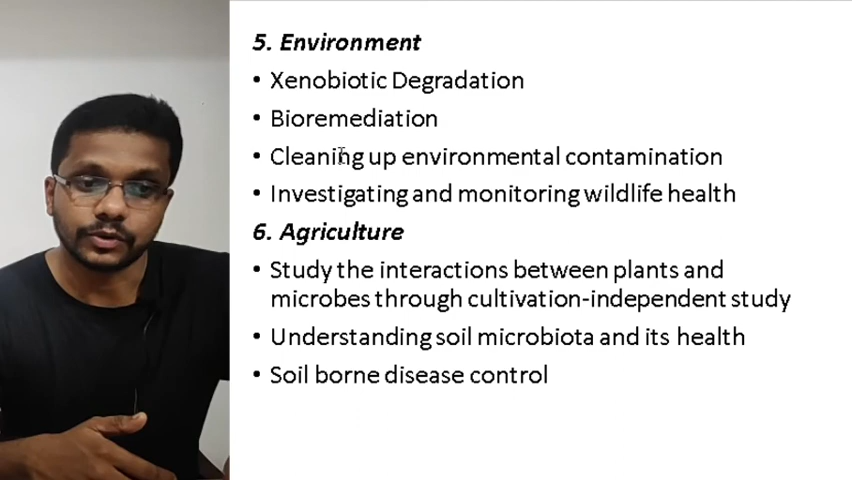 5. Environment
• Xenobiotic Degradation
• Bioremediation
• Cleaning up environmental contamination
• Investigating and monitoring wildlife health
6. Agriculture
• Study the interactions between plants and
microbes through cultivation-independent study
• Understanding soil microbiota and its health
• Soil borne disease control